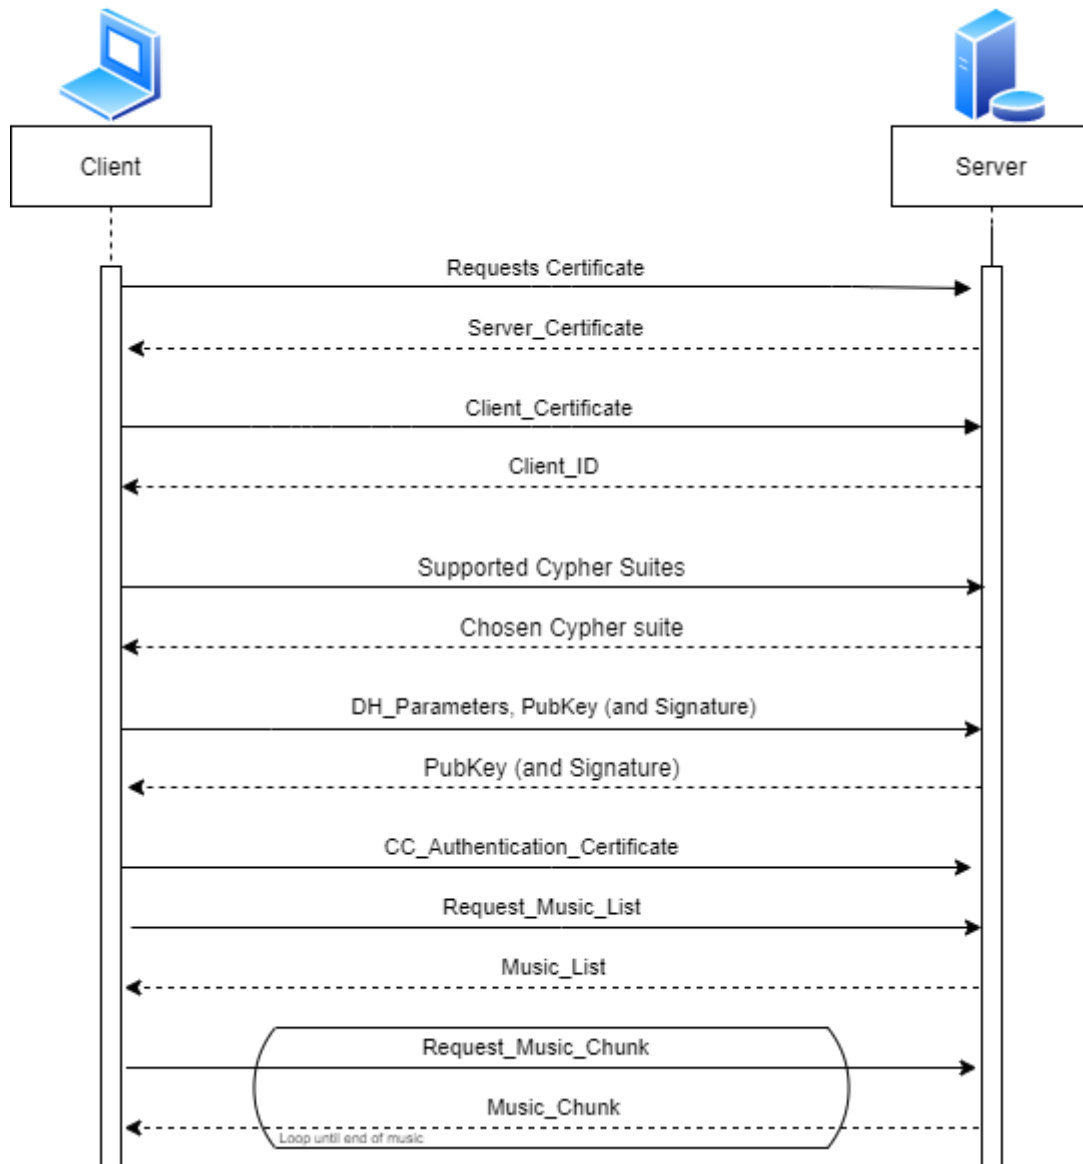 Client
Server
Requests Certificate
Server_Certificate
Client_Certificate
Client_ID
Supported Cypher Suites
Chosen Cypher suite
DH_Parameters, PubKey (and Signature)
PubKey (and Signature)
CC_Authentication_Certificate
Request_Music_List
Music_List
Request_Music_Chunk
Music_Chunk
Loop until end of music